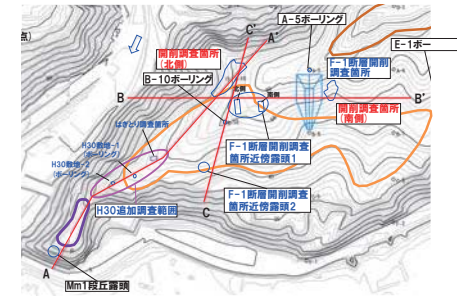 点)
C'
A'
A-5ボーリング
E-1ボー
開削調査箇所
(北側)
F-1断層開削
調査箇所
B-10ボーリング
北側
南側
B
B'
開削調査箇所
(南側)
はぎとり調査箇所
H30敷地-1
(ボーリング)
H30敷地-2
(ボーリング)
F-1断層開削調査
箇所近傍露頭1
F-1断層開削調査
箇所近傍露頭2
H30追加調査範囲
C
A
Mm1段丘露頭